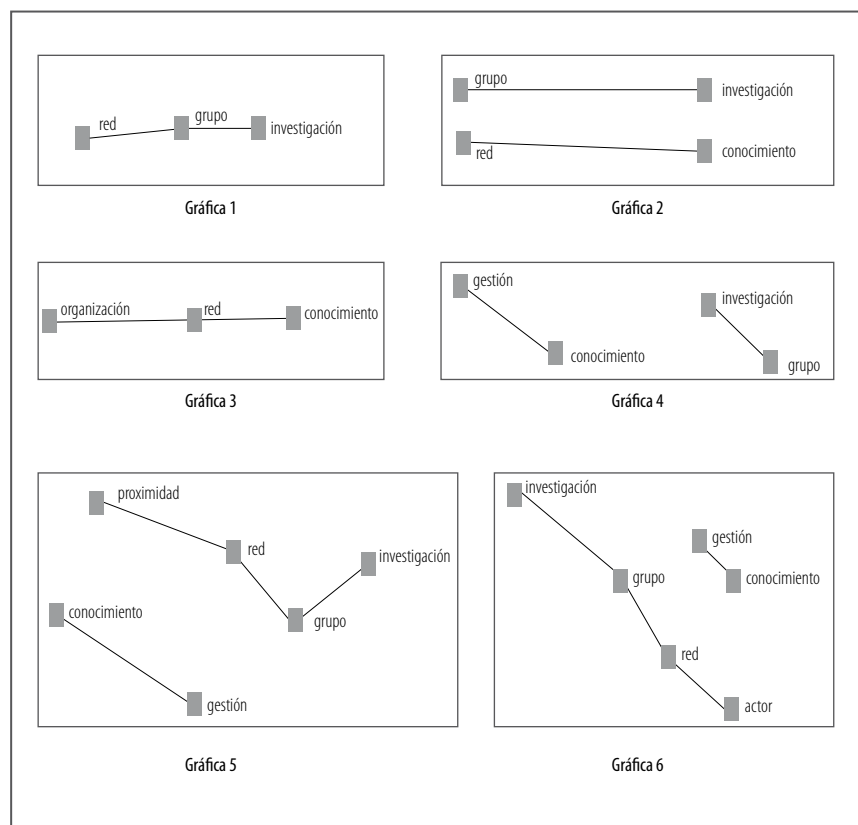 red
grupo
investigación
Gráfica 1
grupo
investigación
red
conocimiento
Gráfica 2
organización
red
conocimiento
Gráfica 3
gestión
investigación
conocimiento
grupo
Gráfica 4
proximidad
red
investigación
conocimiento
grupo
gestión
Gráfica 5
investigación
gestión
grupo
conocimiento
red
actor
Gráfica 6